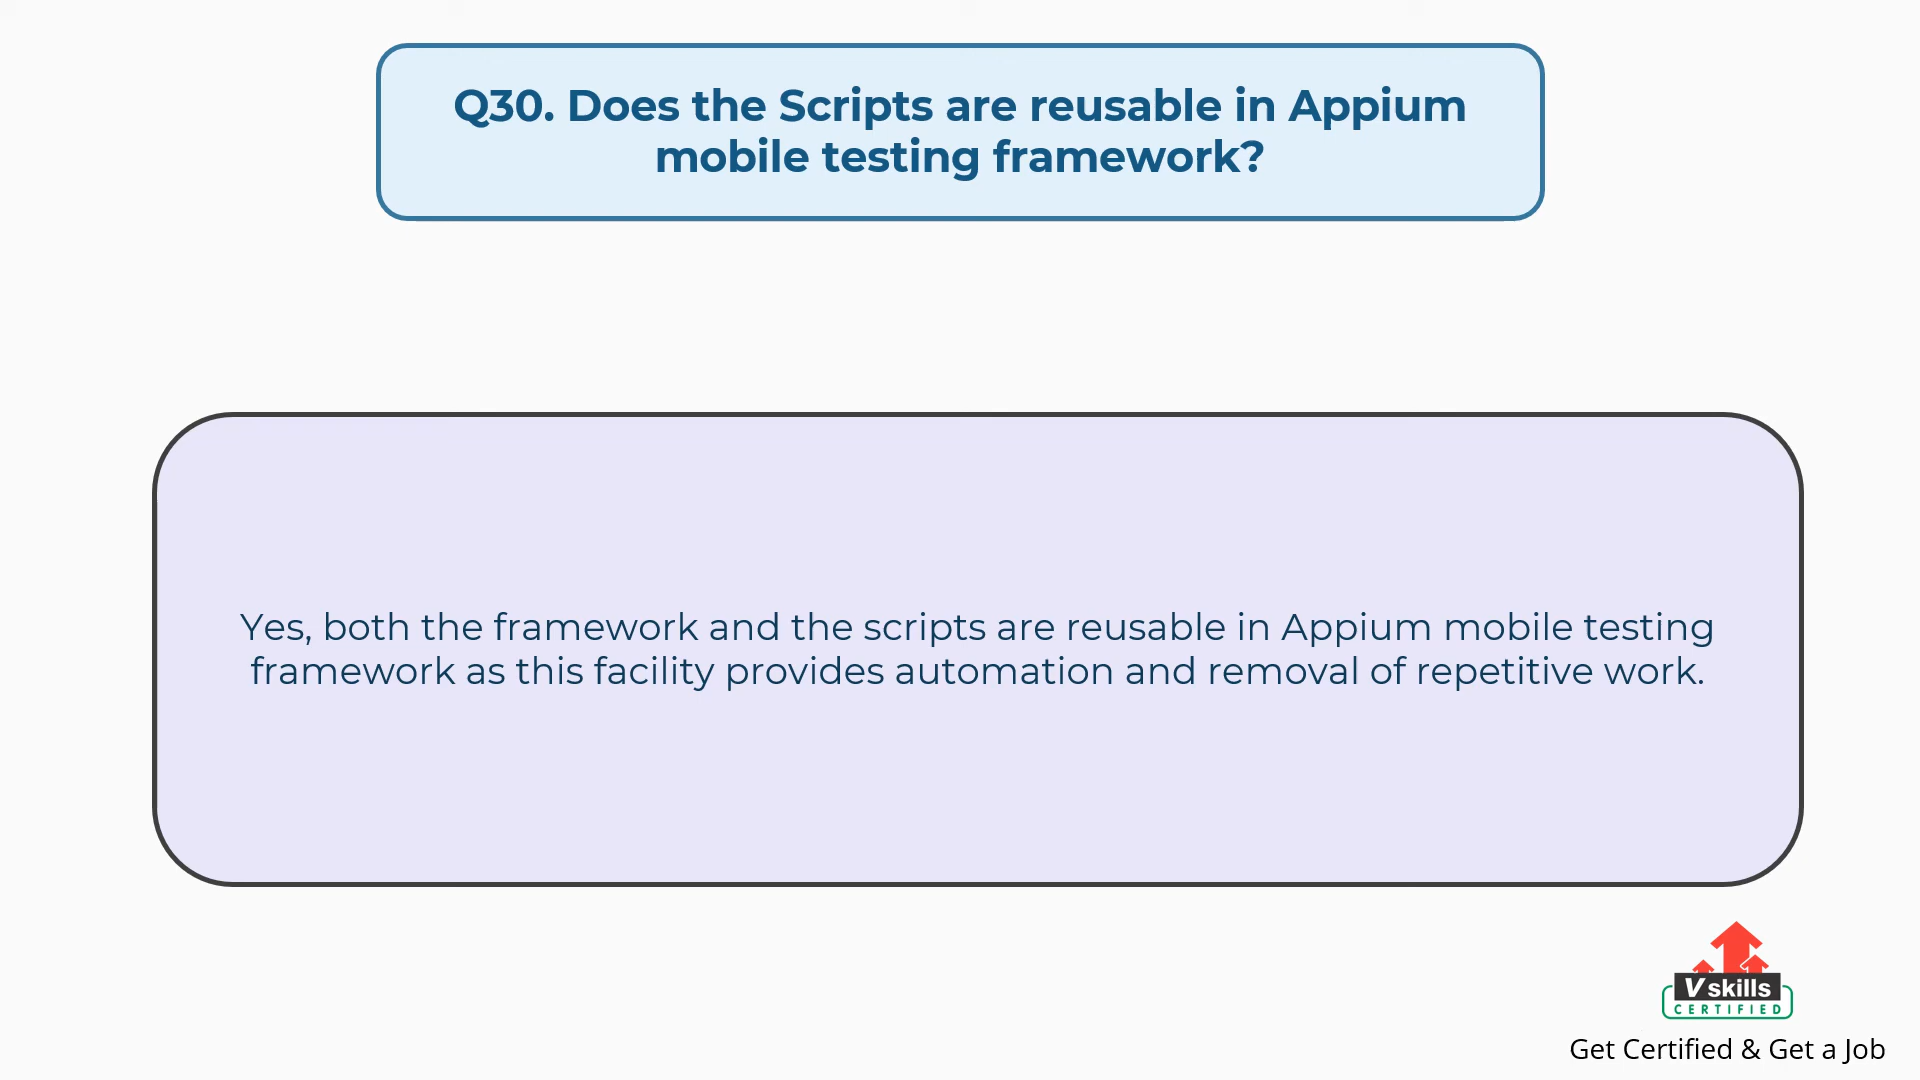 Q30. Does the Scripts are reusable in Appium
mobile testing framework?
Yes, both the framework and the scripts are reusable in Appium mobile testing
framework as this facility provides automation and removal of repetitive work.
Vskills
CERTIFIED
Get Certified & Get a Job